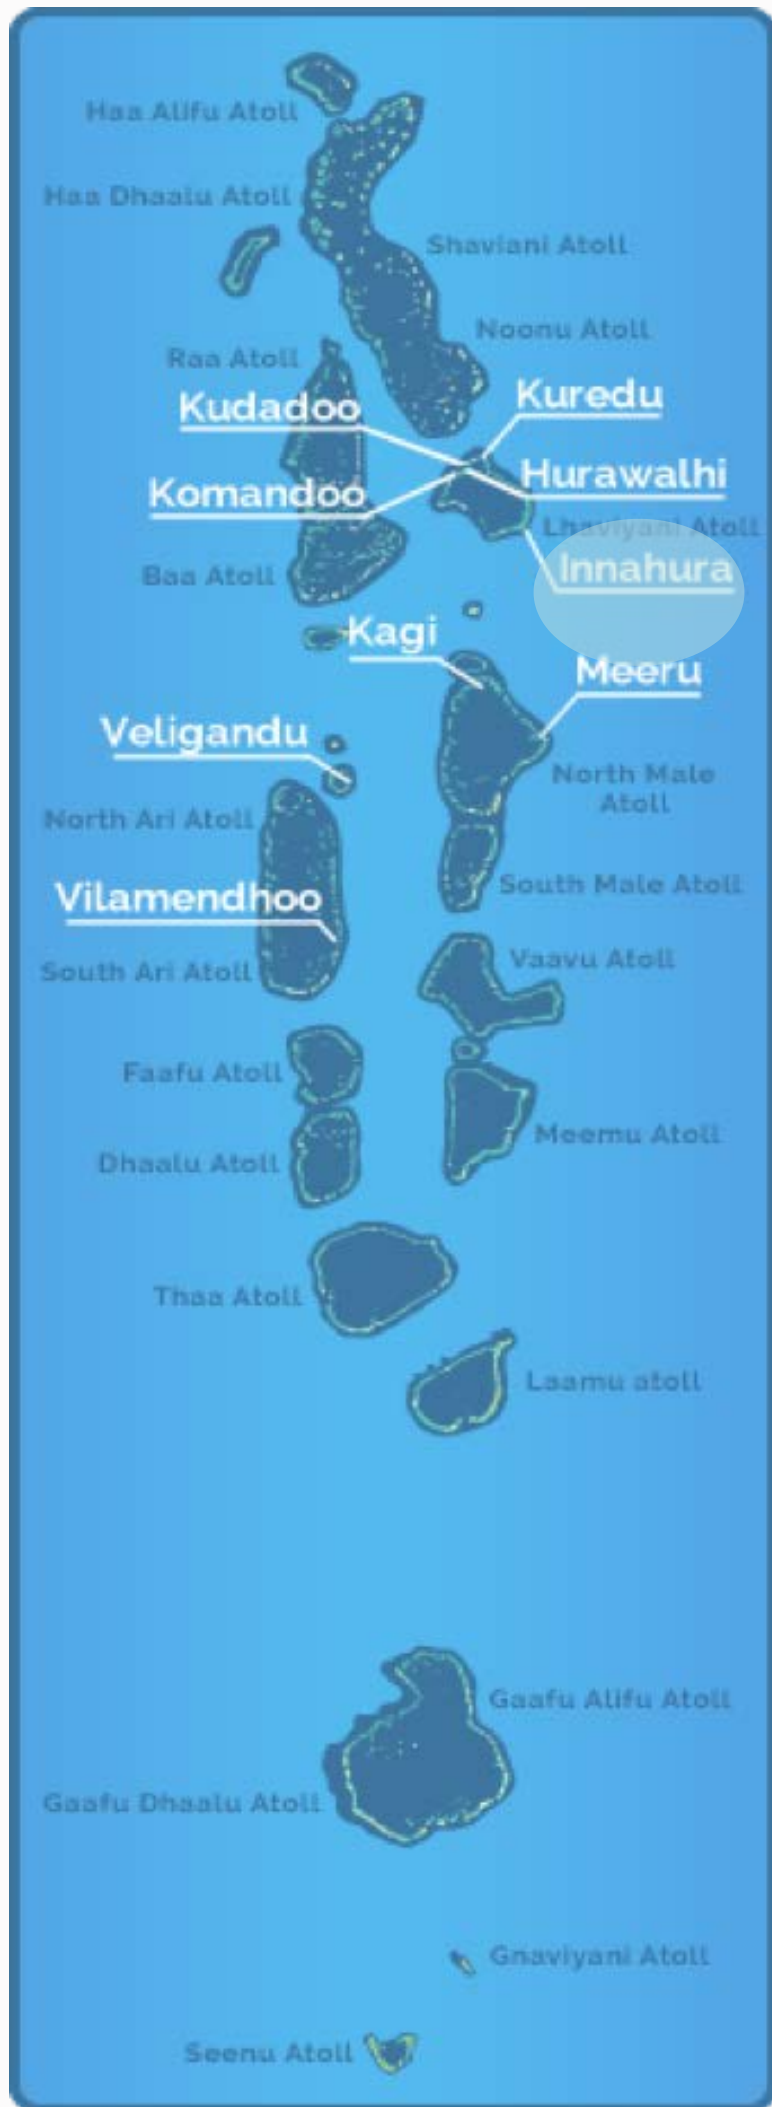 Haa Alifu Atoll
Haa Dhaalu Atoll
Shaviani Atoll
Noonu Atoll
Raa Atoll
Kuredu
Kudadoo
Hurawalhi
Komandoo
Lhaviyani Atoll
Innahura
Baa Atoll
Kagi
Meeru
Veligandu
North Male
Atoll
North Ari Atoll
South Male Atoll
Vilamendhoo
Vaavu Atoll
South Ari Atoll
Faafu Atoll
Meemu Atoll
Dhaalu Atoll
Thaa Atoll
Laamu atoll
Gaafu Alifu Atoll
Gaafu Dhaalu Atoll
Gnaviyani Atoll
Seenu Atoll